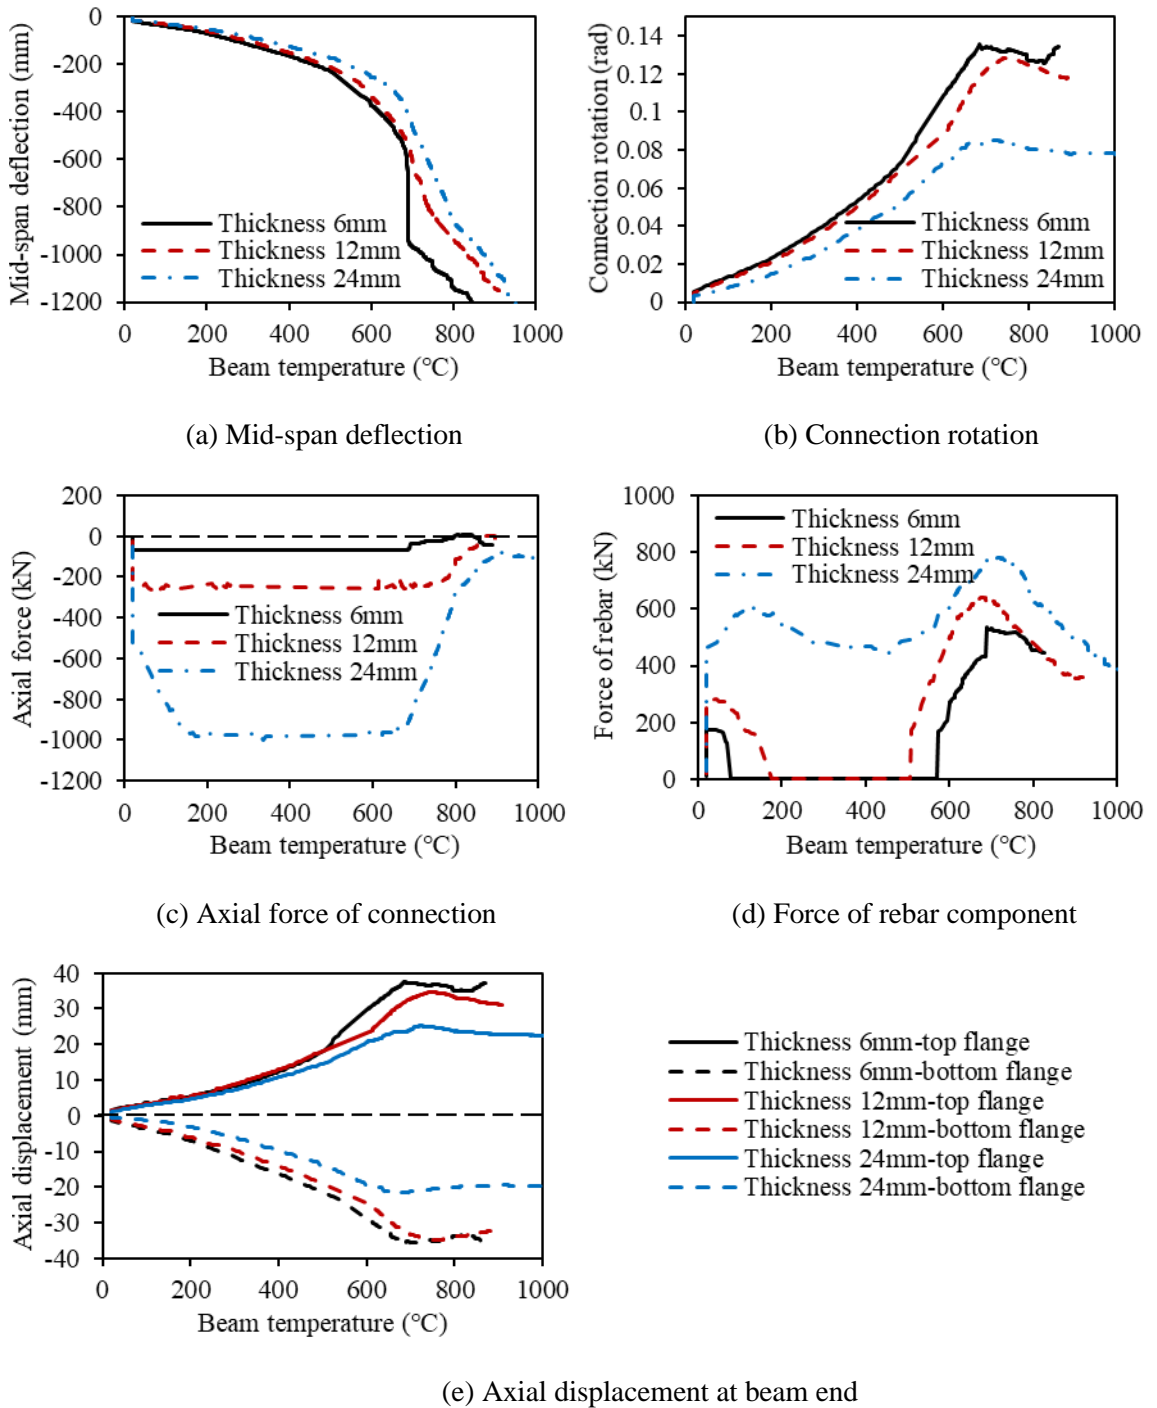 0
-200
-400
-600
-800
-1000
-1200
Mid-span deflection (mm)
Thickness 6mm
Thickness 12mm
Thickness 24mm
0 200 400 600 800 1000
Beam temperature (°C)
(a) Mid-span deflection
0.14
0.12
0.1
0.08
0.06
0.04
0.02
0
Connection rotation (rad)
Thickness 6mm
Thickness 12mm
Thickness 24mm
0 200 400 600 800 1000
Beam temperature (°C)
(b) Connection rotation
200
0
-200
-400
-600
-800
-1000
-1200
Axial force (kN)
Thickness 6mm
Thickness 12mm
Thickness 24mm
0 200 400 600 800 1000
Beam temperature (°C)
(c) Axial force of connection
1000
800
600
400
200
0
Force of rebar (kN)
Thickness 6mm
Thickness 12mm
Thickness 24mm
0 200 400 600 800 1000
Beam temperature (°C)
(d) Force of rebar component
40
30
20
10
0
-10
-20
-30
-40
Axial displacement (mm)
0 200 400 600 800 1000
Beam temperature (°C)
Thickness 6mm-top flange
Thickness 6mm-bottom flange
Thickness 12mm-top flange
Thickness 12mm-bottom flange
Thickness 24mm-top flange
Thickness 24mm-bottom flange
(e) Axial displacement at beam end